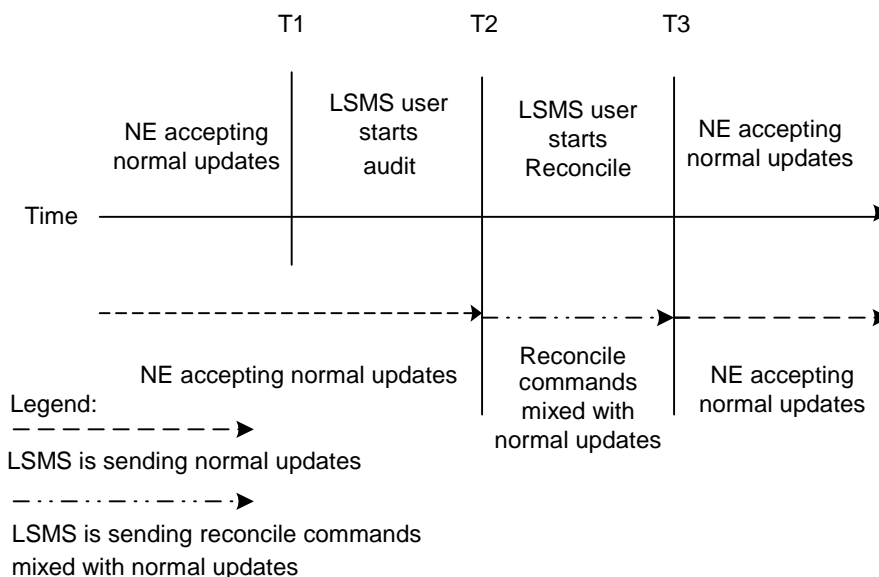 T1
T2
T3
NE accepting
normal updates
LSMS user
starts
audit
LSMS user
starts
Reconcile
NE accepting
normal updates
Time
NE accepting normal updates
Reconcile
commands
mixed with
normal updates
NE accepting
normal updates
Legend:
LSMS is sending normal updates
LSMS is sending reconcile commands
mixed with normal updates